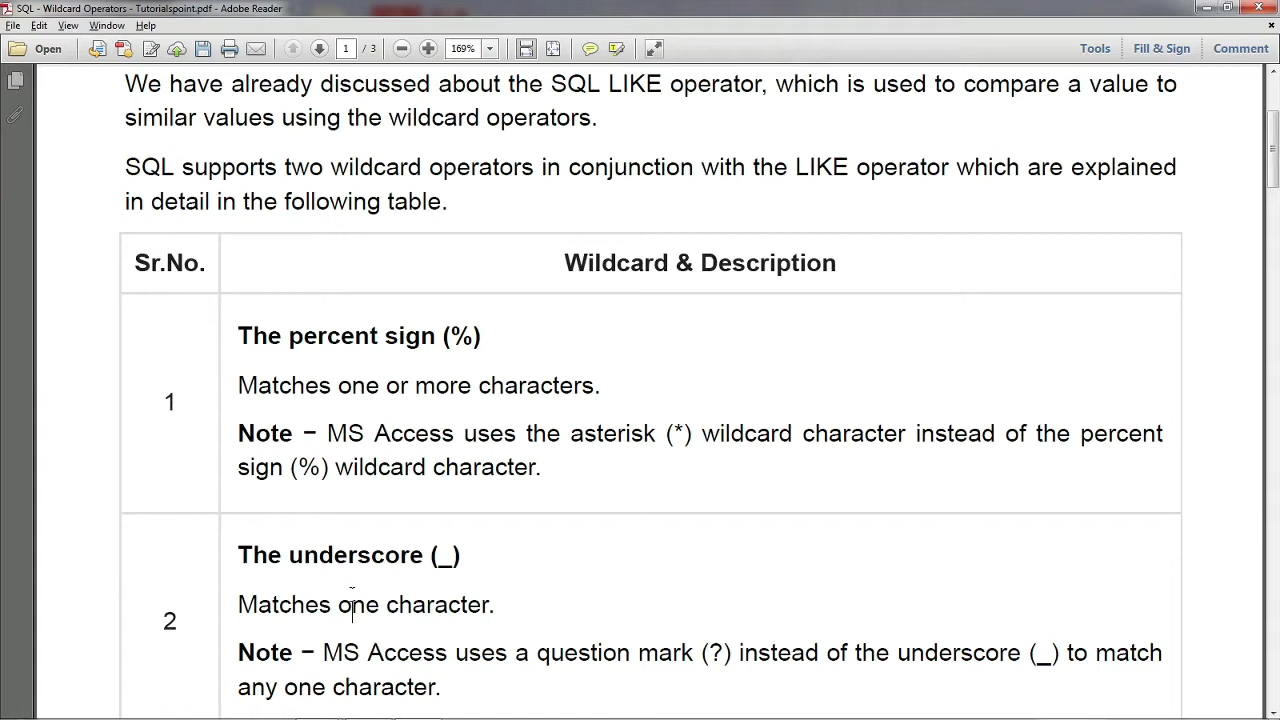 SQL - Wildcard Operators - Tutorialspoint.pdf - Adobe Reader
File Edit View Window Help
Open 1 / 3 169% Tools Fill & Sign Comment
We have already discussed about the SQL LIKE operator, which is used to compare a value to
similar values using the wildcard operators.
SQL supports two wildcard operators in conjunction with the LIKE operator which are explained
in detail in the following table.
Sr.No. Wildcard & Description
The percent sign (%)
Matches one or more characters.
1
Note − MS Access uses the asterisk (*) wildcard character instead of the percent
sign (%) wildcard character.
The underscore (_)
Matches one character.
2
Note − MS Access uses a question mark (?) instead of the underscore (_) to match
any one character.